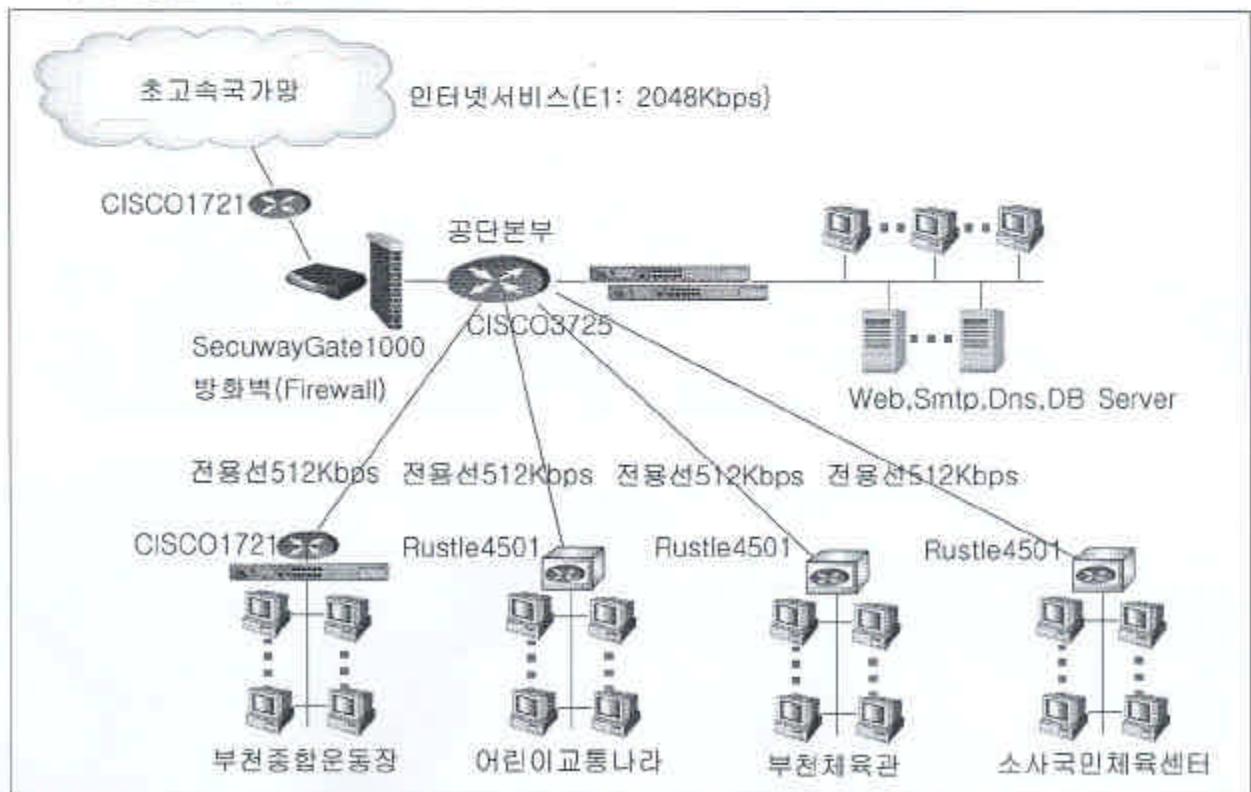 초고속국가망
인터넷서비스(E1: 2048Kbps)
CISCO1721
공단본부
CISCO3725
SecuwayGate1000
방화벽(Firewall)
Web,Smtp,Dns,DB Server
전용선512Kbps 전용선512Kbps 전용선512Kbps 전용선512Kbps
CISCO1721 Rustle4501 Rustle4501 Rustle4501
부천종합운동장 어린이교통나라 부천체육관 소사국민체육센터